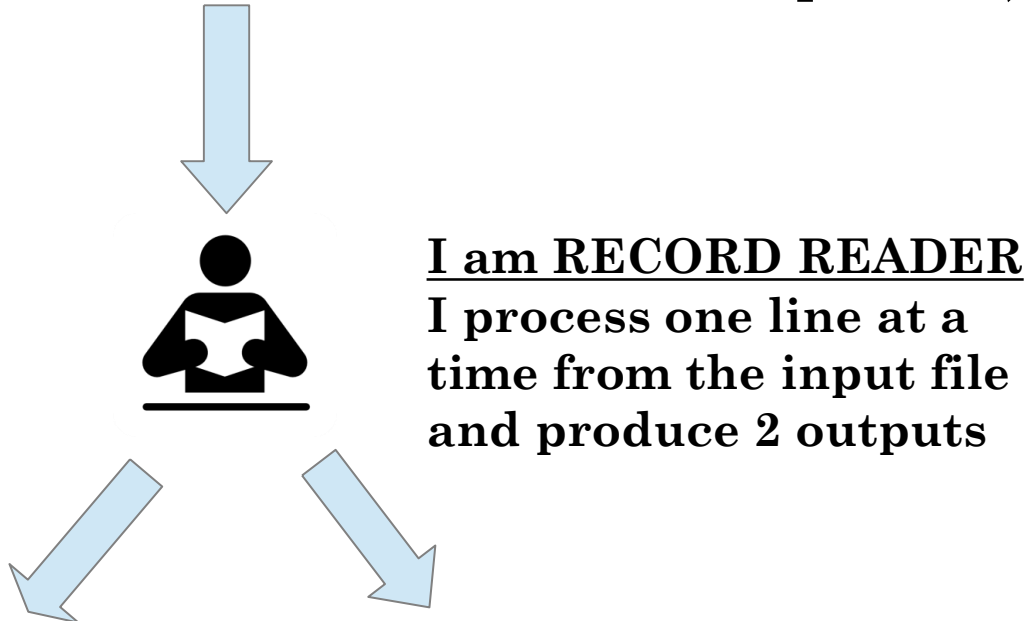 I am RECORD READER
I process one line at a
time from the input file
and produce 2 outputs